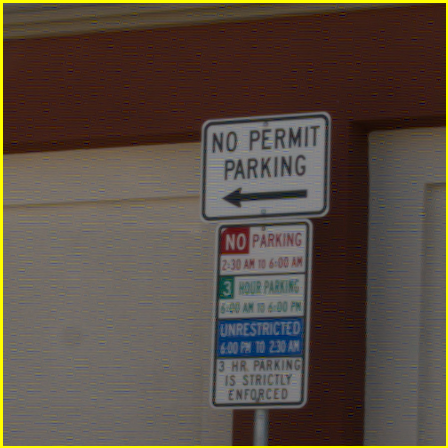 NO PERMIT
PARKING
NO PARKING
2:30 AM TO 6:00 AM
3 HOUR PARKING
6:00 AM TO 6:00 PM
UNRESTRICTED
6:00 PM TO 2:30 AM
3 HR. PARKING
IS STRICTLY
ENFORCED